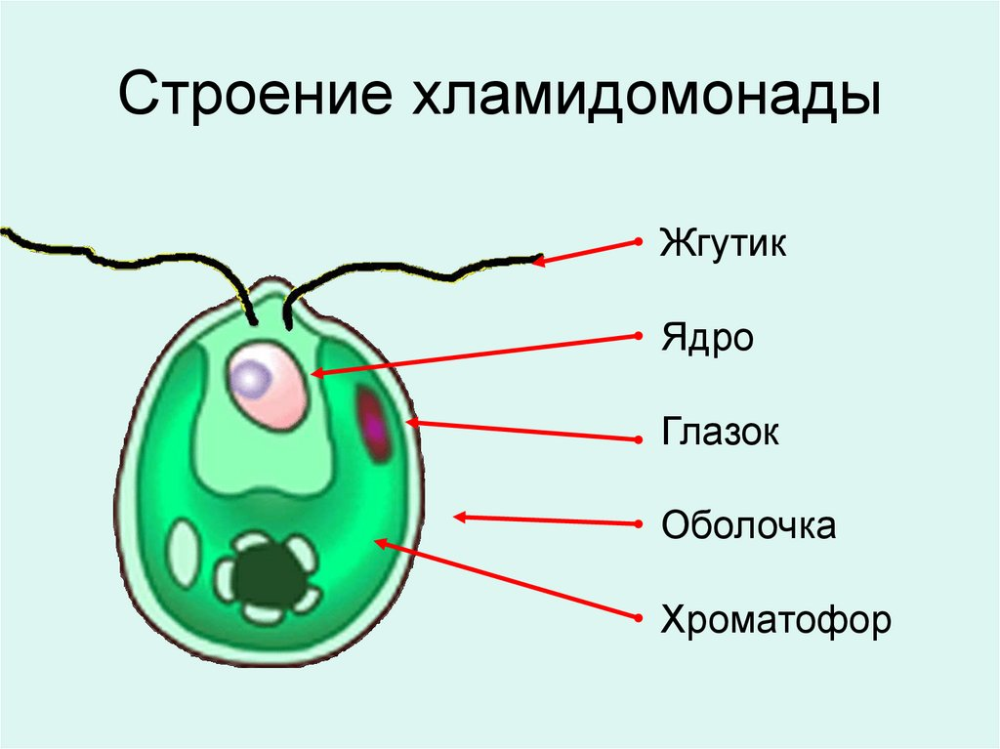 Строение хламидомонады
Жгутик
Ядро
Глазок
Оболочка
Хроматофор